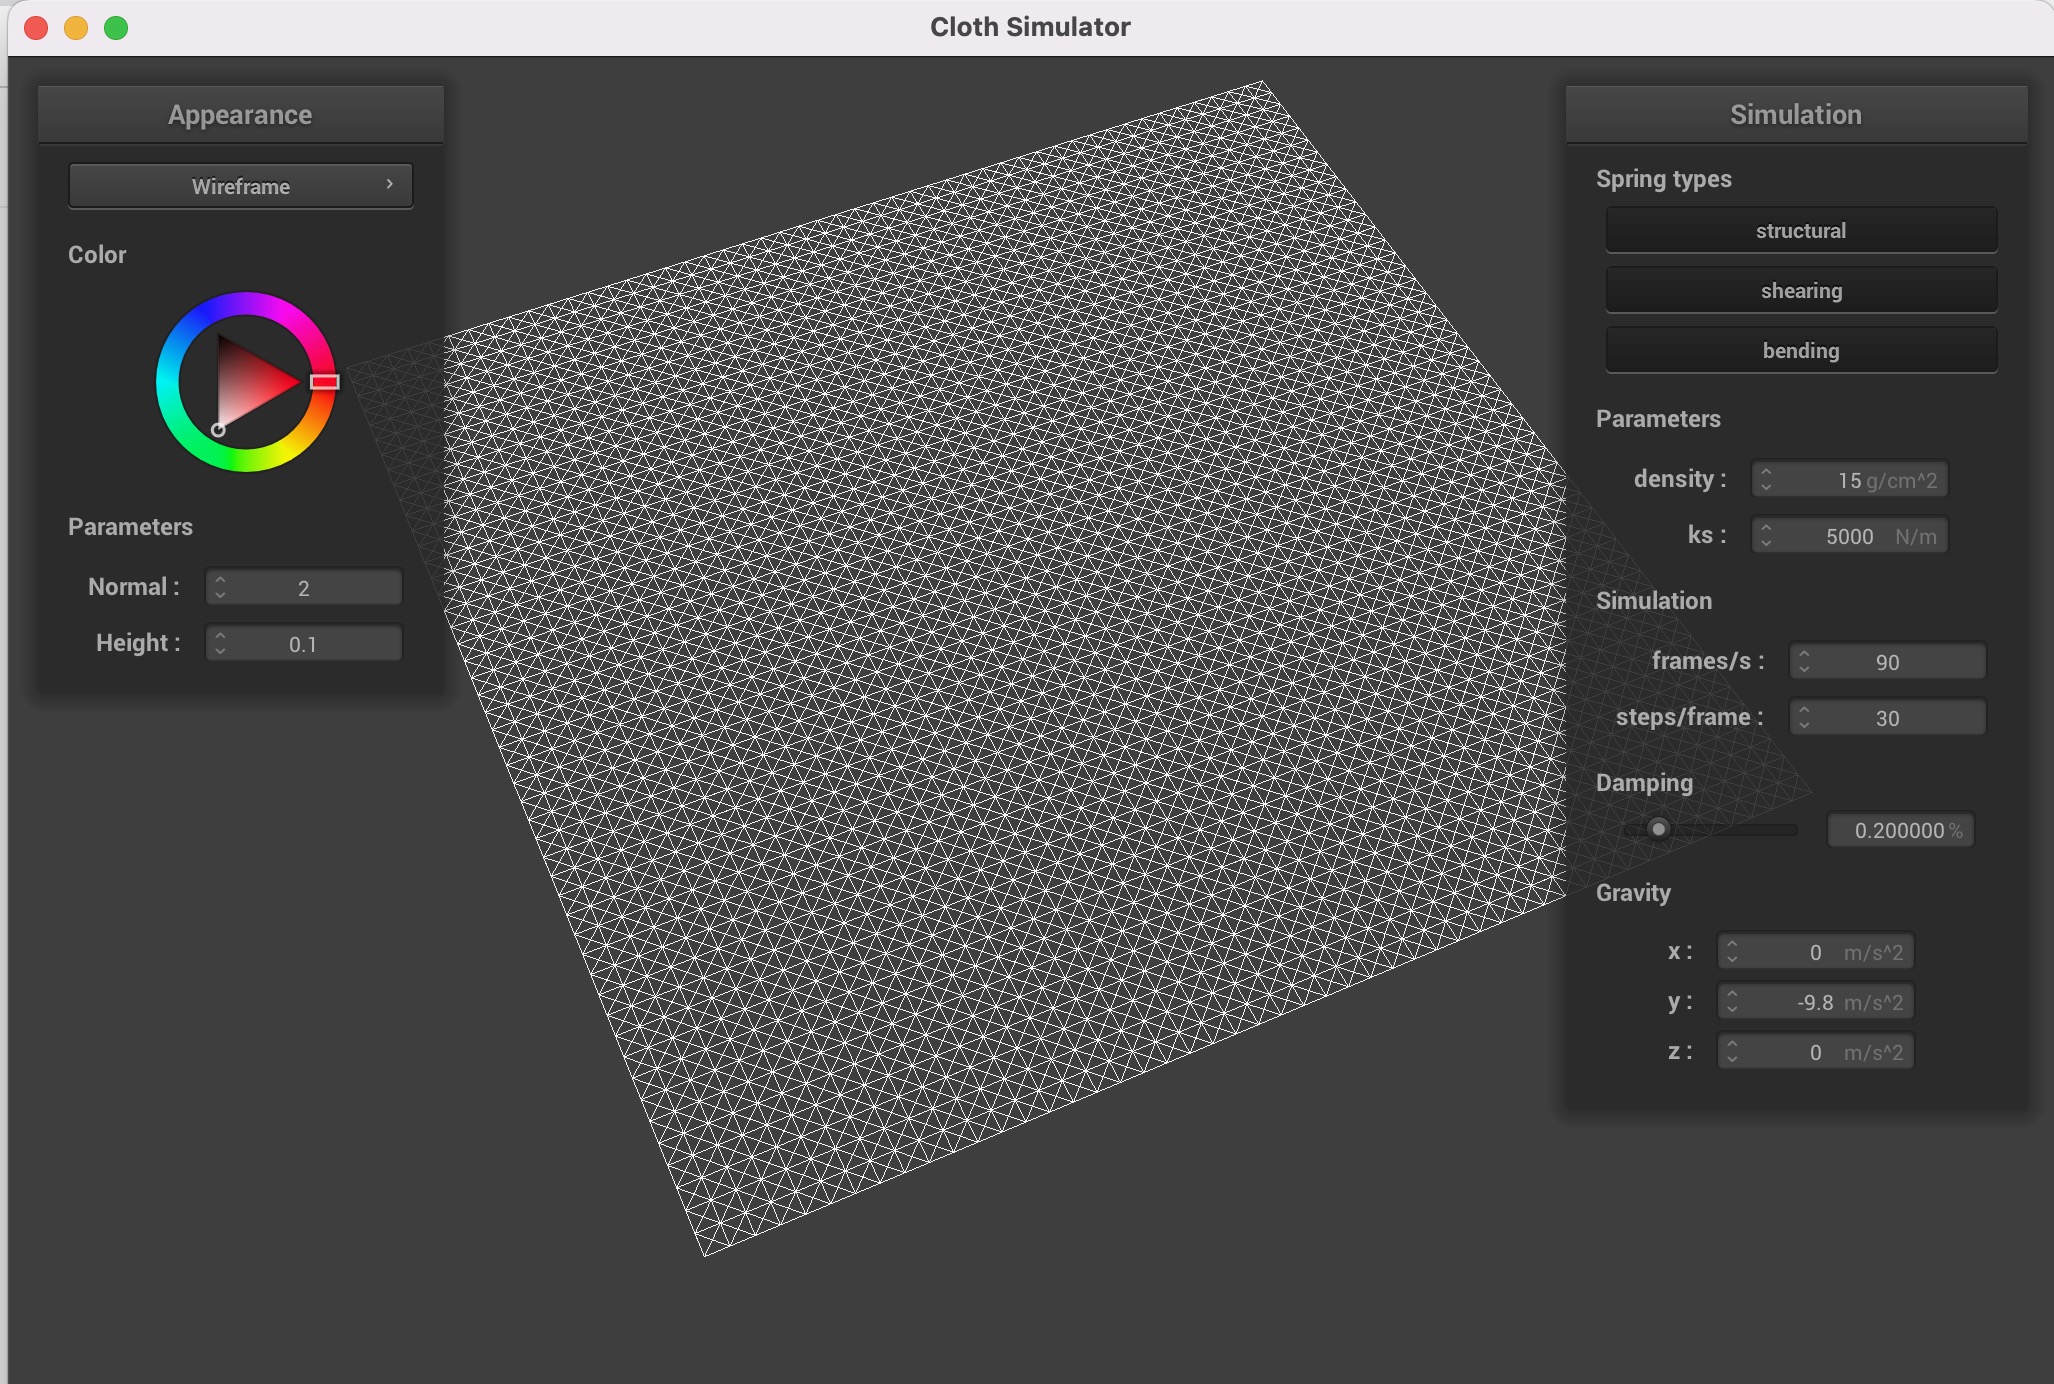 Cloth Simulator
Appearance
Wireframe
Color
Parameters
Normal : 2
Height : 0.1
Simulation
Spring types
structural
shearing
bending
Parameters
density : 15 g/cm^2
ks : 5000 N/m
Simulation
frames/s : 90
steps/frame : 30
Damping
0.200000 %
Gravity
x : 0 m/s^2
y : -9.8 m/s^2
z : 0 m/s^2